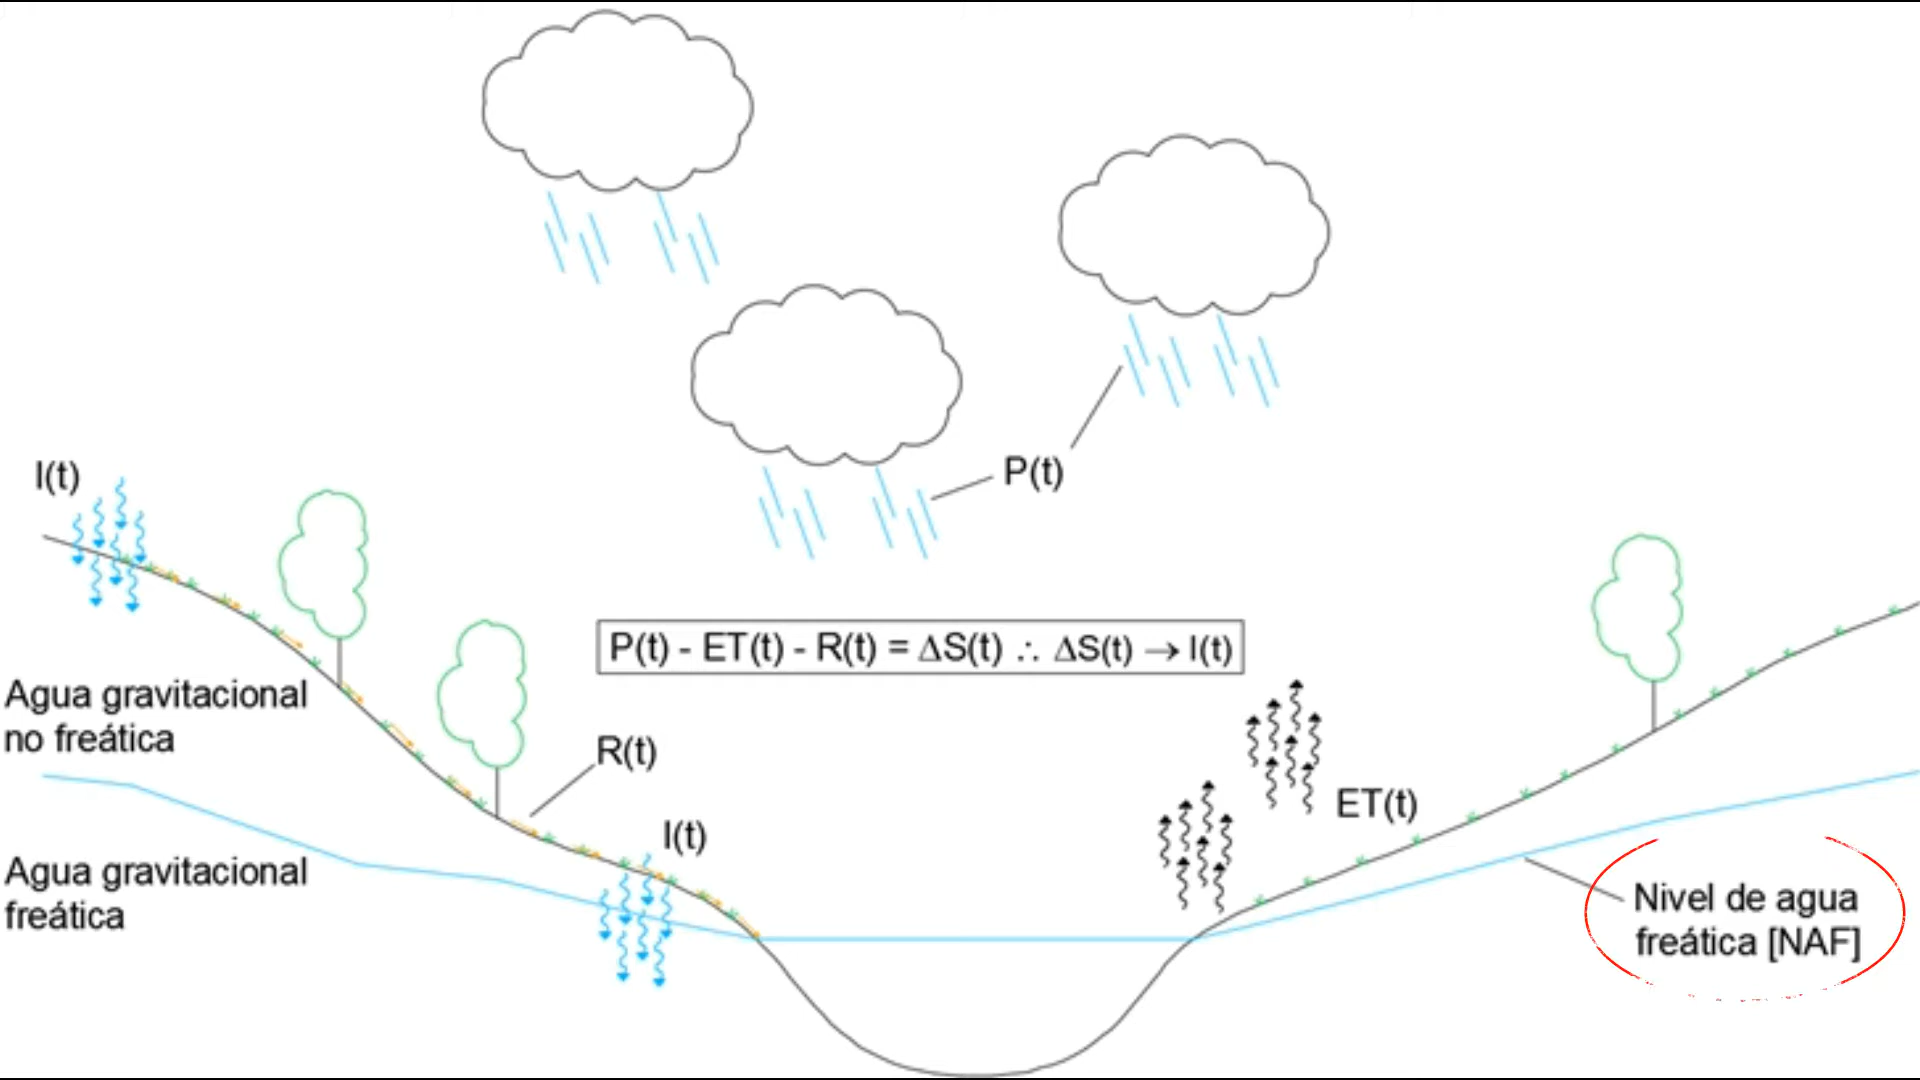 P(t)
I(t)
P(t) - ET(t) - R(t) = ΔS(t) ∴ ΔS(t) → I(t)
Agua gravitacional
no freática
R(t)
ET(t)
I(t)
Agua gravitacional
freática
Nivel de agua
freática [NAF]